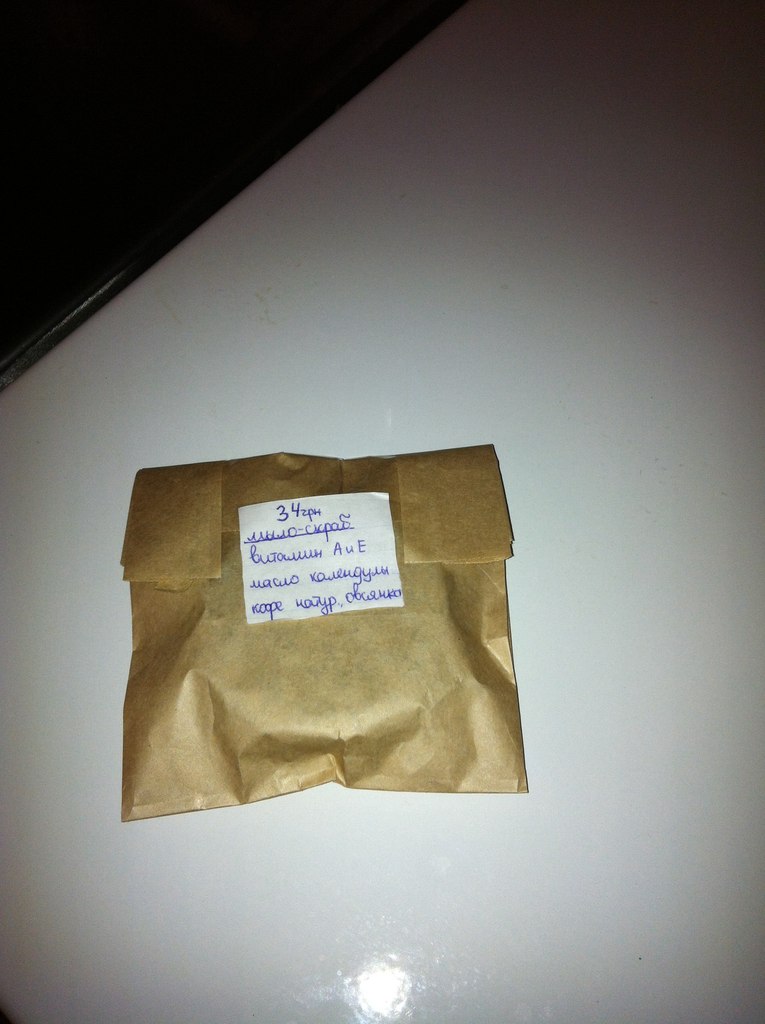 34грн
мыло-скраб
витамин А и Е
масло календулы
кофе натур., овсянка